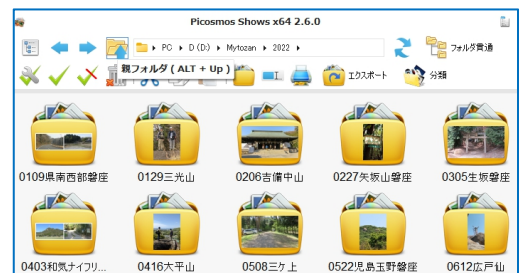 Picosmos Shows x64 2.6.0
PC ▸ D (D:) ▸ Mytozan ▸ 2022 ▸
フォルダ貫通
親フォルダ ( ALT + Up )
エクスポート
分類
0109県南西部磐座
0129三光山
0206吉備中山
0227矢坂山磐座
0305生坂磐座
0403和気ナイフリ...
0416大平山
0508三ケ上
0522児島玉野磐座
0612広戸仙